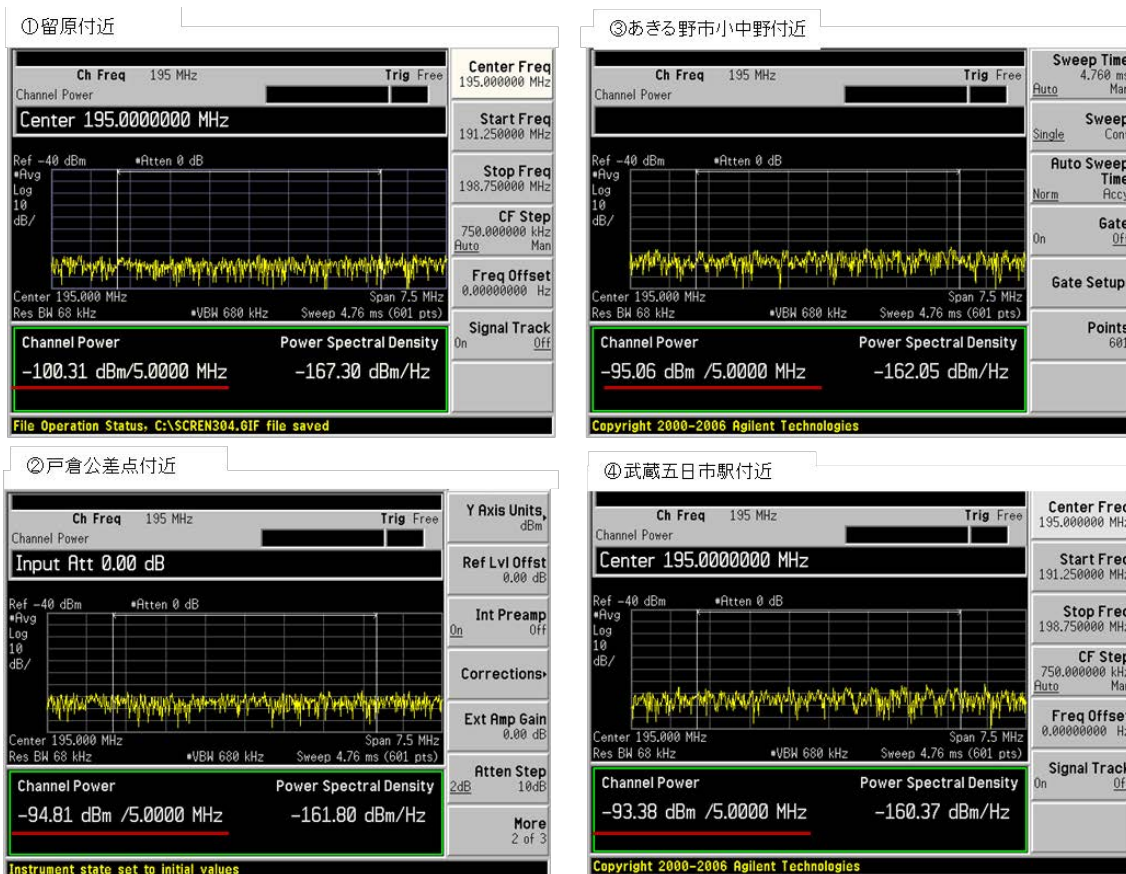 ①留原付近
Ch Freq 195 MHz Trig Free
Channel Power
Center 195.0000000 MHz
Ref -40 dBm *Atten 0 dB
*Avg
Log
10
dB/
Center 195.000 MHz Span 7.5 MHz
Res BW 68 kHz *VBW 680 kHz Sweep 4.76 ms (601 pts)
Channel Power Power Spectral Density
-100.31 dBm/5.0000 MHz -167.30 dBm/Hz
File Operation Status, C:\SCREN304.GIF file saved
Center Freq
195.000000 MHz
Start Freq
191.250000 MHz
Stop Freq
198.750000 MHz
CF Step
750.000000 kHz
Auto Man
Freq Offset
0.00000000 Hz
Signal Track
On Off
③あきる野市小中野付近
Ch Freq 195 MHz Trig Free
Channel Power
Ref -40 dBm *Atten 0 dB
*Avg
Log
10
dB/
Center 195.000 MHz Span 7.5 MHz
Res BW 68 kHz *VBW 680 kHz Sweep 4.76 ms (601 pts)
Channel Power Power Spectral Density
-95.06 dBm /5.0000 MHz -162.05 dBm/Hz
Copyright 2000-2006 Agilent Technologies
Sweep Time
4.760 ms
Auto Man
Sweep
Single Con
Auto Sweep
Time
Norm Accy
Gate
On Off
Gate Setup
Points
601
②戸倉公差点付近
Ch Freq 195 MHz Trig Free
Channel Power
Input Att 0.00 dB
Ref -40 dBm *Atten 0 dB
*Avg
Log
10
dB/
Center 195.000 MHz Span 7.5 MHz
Res BW 68 kHz *VBW 680 kHz Sweep 4.76 ms (601 pts)
Channel Power Power Spectral Density
-94.81 dBm /5.0000 MHz -161.80 dBm/Hz
Instrument state set to initial values
Y Axis Units
dBm
Ref Lvl Offst
0.00 dB
Int Preamp
On Off
Corrections
Ext Amp Gain
0.00 dB
Atten Step
2dB 10dB
More
2 of 3
④武蔵五日市駅付近
Ch Freq 195 MHz Trig Free
Channel Power
Center 195.0000000 MHz
Ref -40 dBm *Atten 0 dB
*Avg
Log
10
dB/
Center 195.000 MHz Span 7.5 MHz
Res BW 68 kHz *VBW 680 kHz Sweep 4.76 ms (601 pts)
Channel Power Power Spectral Density
-93.38 dBm /5.0000 MHz -160.37 dBm/Hz
Copyright 2000-2006 Agilent Technologies
Center Freq
195.000000 MHz
Start Freq
191.250000 MHz
Stop Freq
198.750000 MHz
CF Step
750.000000 kHz
Auto Man
Freq Offset
0.00000000 Hz
Signal Track
On Off